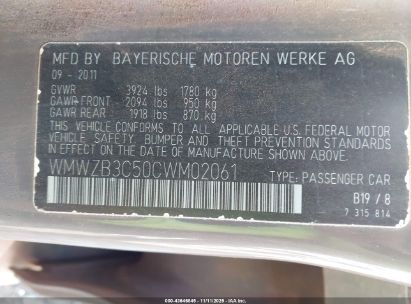 MFD BY BAYERISCHE MOTOREN WERKE AG
09 - 2011
GVWR 3924 lbs 1780 kg
GAWR-FRONT 2094 lbs 950 kg
GAWR REAR 1918 lbs 870 kg
THIS VEHICLE CONFORMS TO ALL APPLICABLE U.S. FEDERAL MOTOR
VEHICLE SAFETY, BUMPER AND THEFT PREVENTION STANDARDS
IN EFFECT ON THE DATE OF MANUFACTURE SHOWN ABOVE.
WMWZB3C50CWM02061
TYPE: PASSENGER CAR
B19 / 8
7 315 814